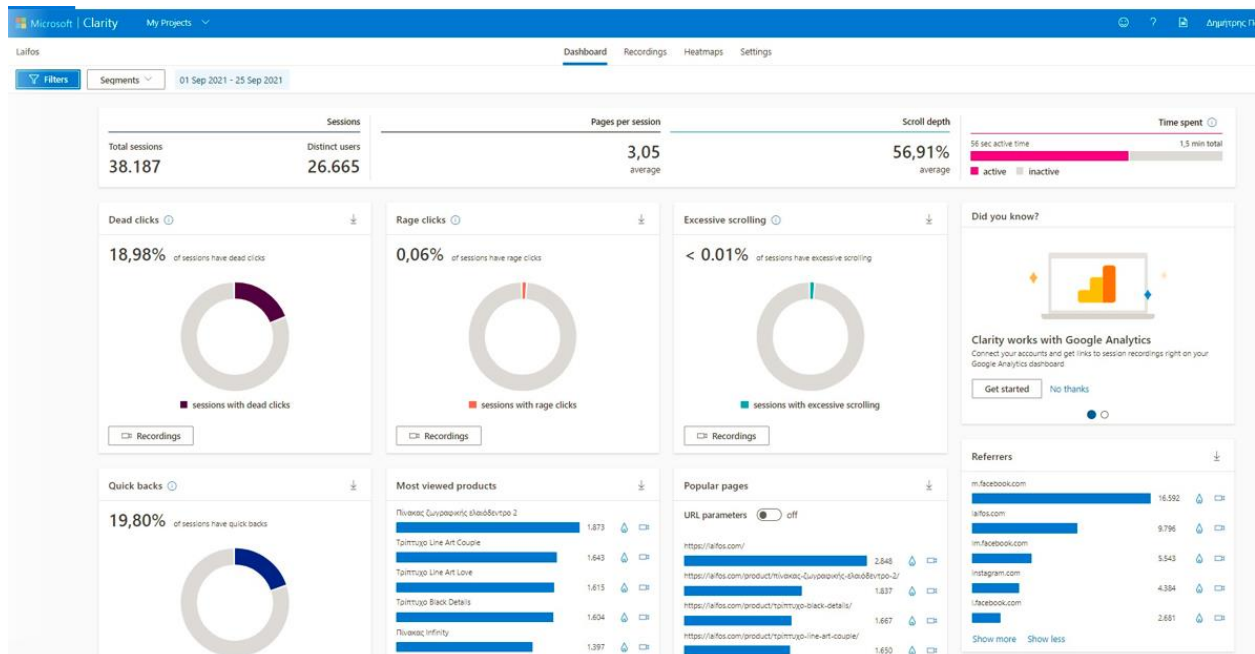 Microsoft | Clarity My Projects
Laifos
Dashboard Recordings Heatmaps Settings
Filters Segments 01 Sep 2021 - 25 Sep 2021
Sessions
Total sessions Distinct users
38.187 26.665
Pages per session
3,05
average
Scroll depth
56,91%
average
Time spent
56 sec active time 1,5 min total
active inactive
Dead clicks
18,98% of sessions have dead clicks
sessions with dead clicks
Recordings
Rage clicks
0,06% of sessions have rage clicks
sessions with rage clicks
Recordings
Excessive scrolling
< 0.01% of sessions have excessive scrolling
sessions with excessive scrolling
Recordings
Did you know?
Clarity works with Google Analytics
Connect your accounts and get links to session recordings right on your
Google Analytics dashboard
Get started No thanks
Quick backs
19,80% of sessions have quick backs
Most viewed products
Πίνακας ζωγραφικής ελαιόδεντρο 2
1.873
Τρίπτυχο Line Art Couple
1.643
Τρίπτυχο Line Art Love
1.615
Τρίπτυχο Black Details
1.604
Πίνακας Infinity
1.397
Popular pages
URL parameters off
https://laifos.com/
2.848
https://laifos.com/product/πίνακας-ζωγραφικής-ελαιόδεντρο-2/
1.837
https://laifos.com/product/τρίπτυχο-black-details/
1.667
https://laifos.com/product/τρίπτυχο-line-art-couple/
1.650
Referrers
m.facebook.com
16.592
laifos.com
9.796
lm.facebook.com
5.543
instagram.com
4.384
l.facebook.com
Show more Show less